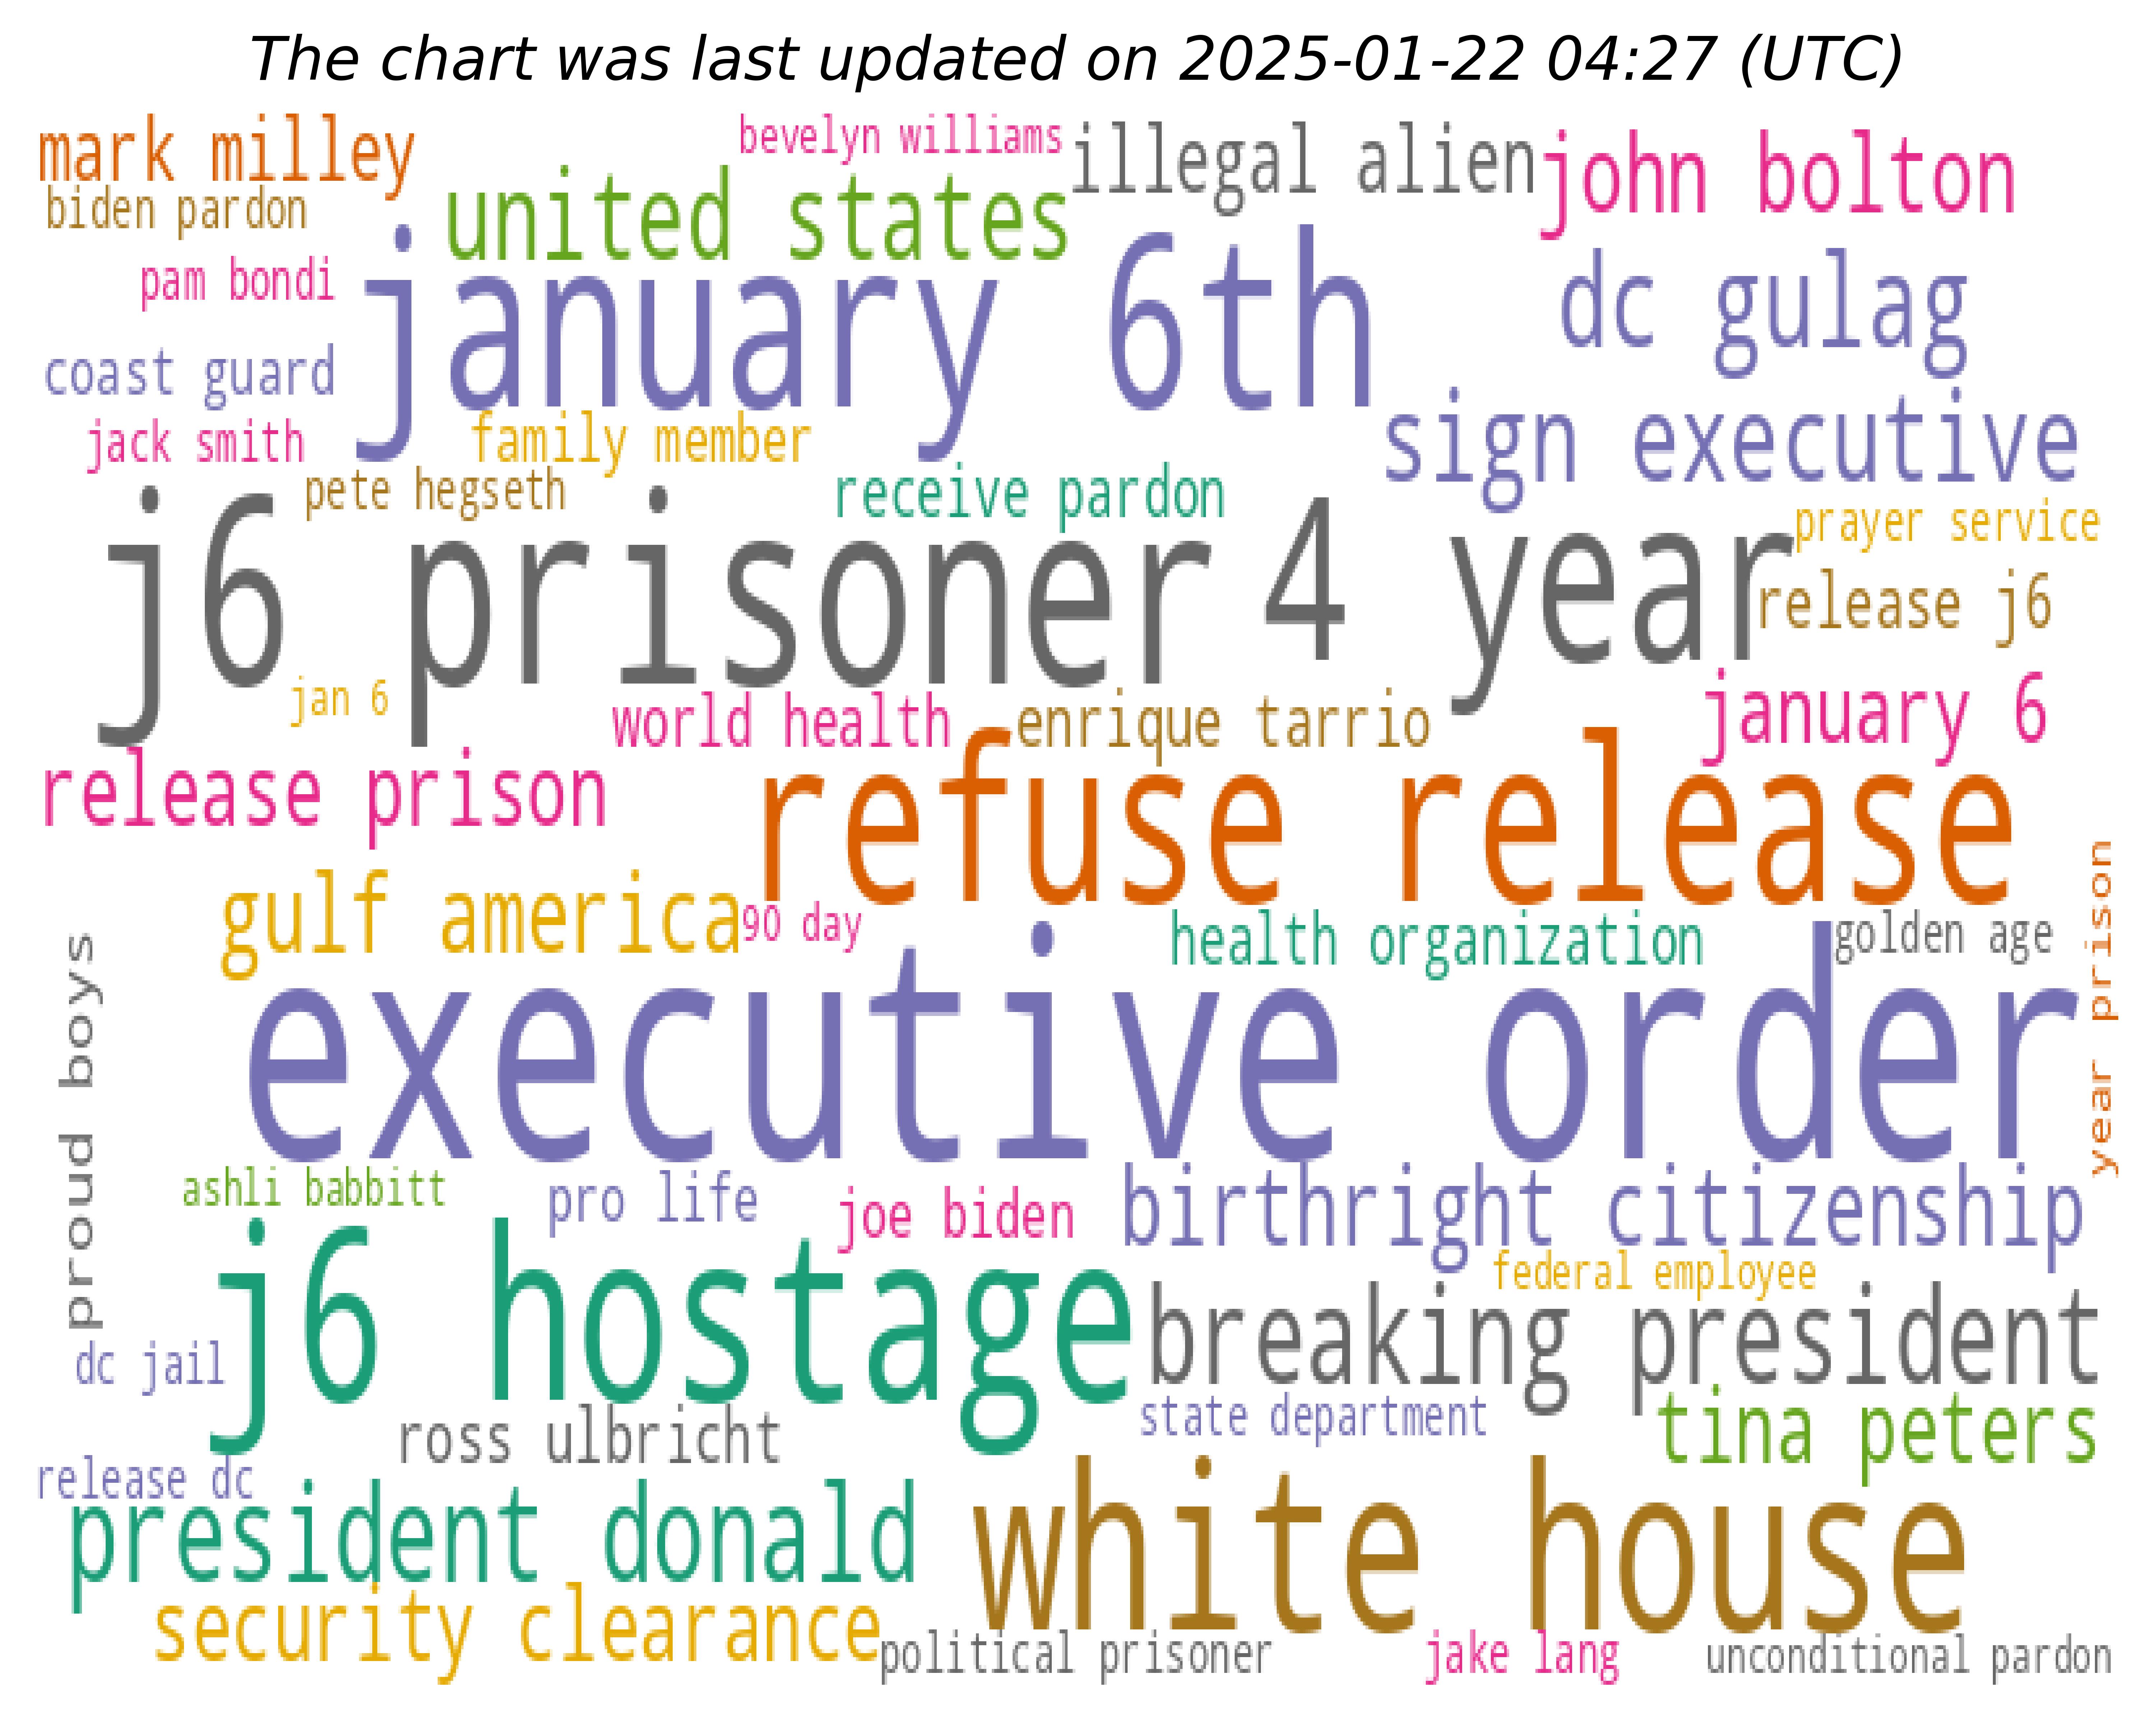 The chart was last updated on 2025-01-22 04:27 (UTC)
mark milley
bevelyn williams
illegal alien
john bolton
biden pardon
united states
pam bondi
january 6th
dc gulag
coast guard
sign executive
jack smith
family member
pete hegseth
receive pardon
prayer service
j6 prisoner
4 year
release j6
jan 6
world health
enrique tarrio
january 6
release prison
refuse release
gulf america
90 day
health organization
golden age
year prison
proud boys
executive order
ashli babbitt
pro life
joe biden
birthright citizenship
federal employee
j6 hostage
breaking president
dc jail
state department
tina peters
ross ulbricht
release dc
president donald
white house
security clearance
political prisoner
jake lang
unconditional pardon